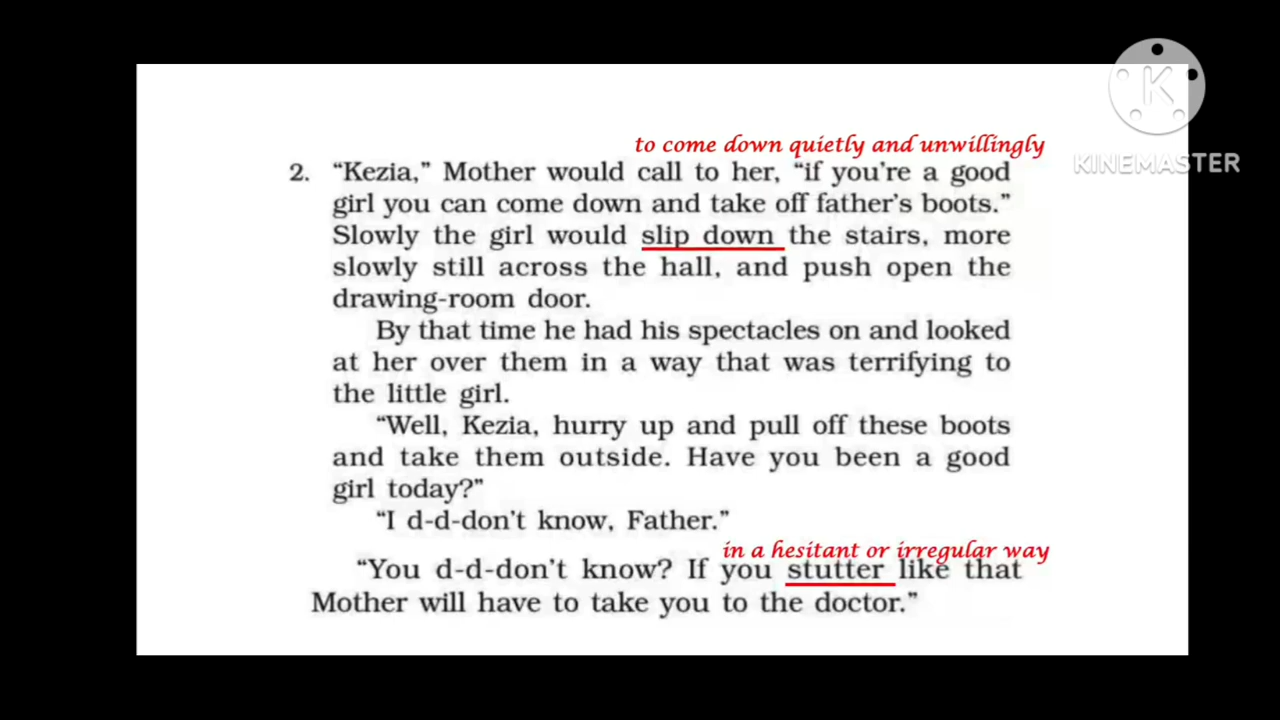 KINEMASTER
to come down quietly and unwillingly
2. “Kezia,” Mother would call to her, “if you’re a good
girl you can come down and take off father’s boots.”
Slowly the girl would slip down the stairs, more
slowly still across the hall, and push open the
drawing-room door.
By that time he had his spectacles on and looked
at her over them in a way that was terrifying to
the little girl.
“Well, Kezia, hurry up and pull off these boots
and take them outside. Have you been a good
girl today?”
“I d-d-don’t know, Father.”
in a hesitant or irregular way
“You d-d-don’t know? If you stutter like that
Mother will have to take you to the doctor.”